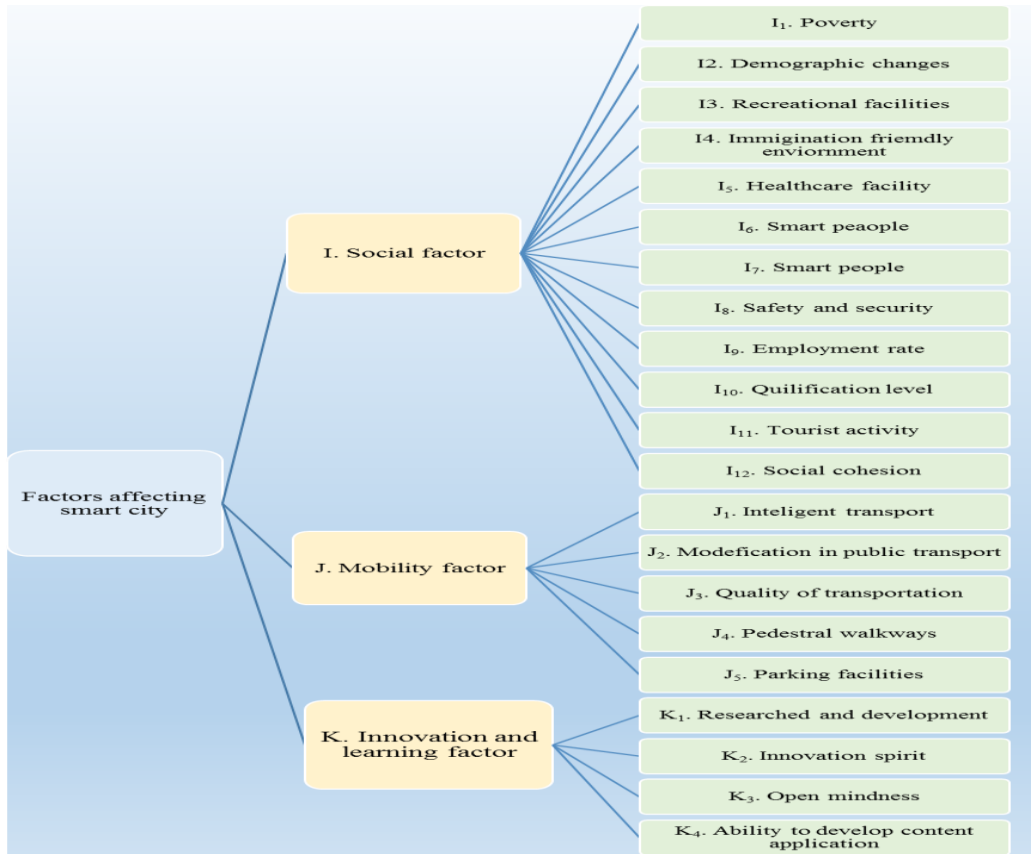 I₁. Poverty
I2. Demographic changes
I3. Recreational facilities
I4. Immigination friemdly
enviornment
I₅. Healthcare facility
I₆. Smart peaople
I. Social factor
I₇. Smart people
I₈. Safety and security
I₉. Employment rate
I₁₀. Quilification level
I₁₁. Tourist activity
I₁₂. Social cohesion
Factors affecting
smart city
J₁. Inteligent transport
J₂. Modefication in public transport
J. Mobility factor
J₃. Quality of transportation
J₄. Pedestral walkways
J₅. Parking facilities
K₁. Researched and development
K. Innovation and
learning factor
K₂. Innovation spirit
K₃. Open mindness
K₄. Ability to develop content
application